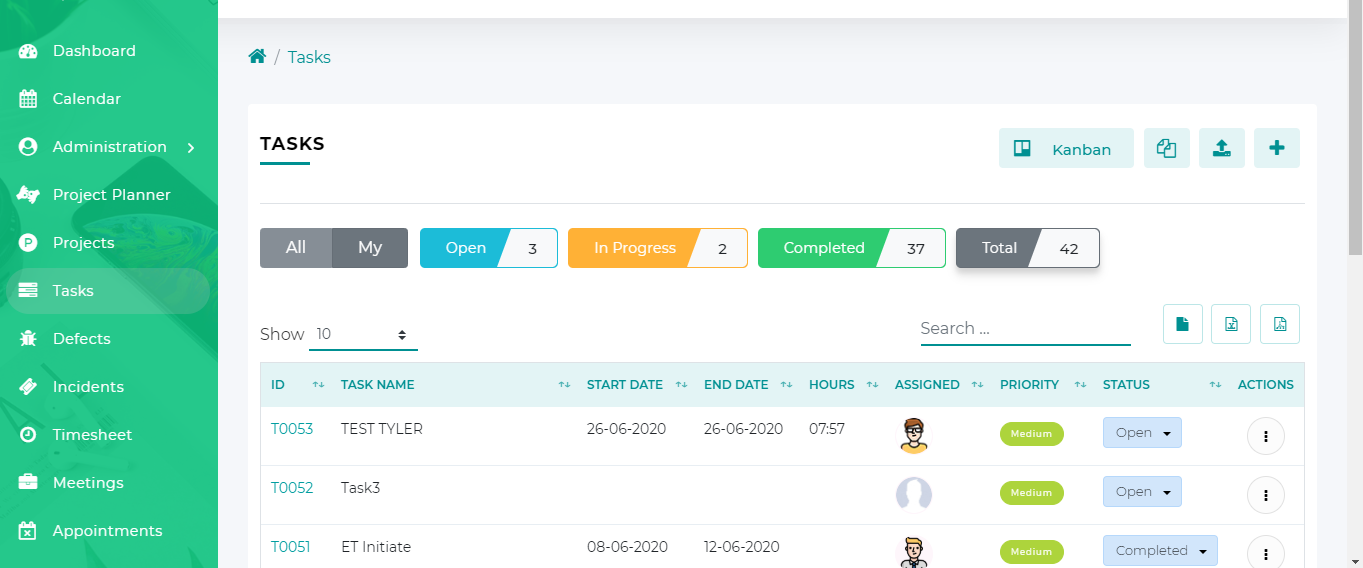 Dashboard
Calendar
Administration
Project Planner
Projects
Tasks
Defects
Incidents
Timesheet
Meetings
Appointments
/ Tasks
TASKS
Kanban
All My Open 3 In Progress 2 Completed 37 Total 42
Show 10 Search ...
ID TASK NAME START DATE END DATE HOURS ASSIGNED PRIORITY STATUS ACTIONS
T0053 TEST TYLER 26-06-2020 26-06-2020 07:57 Medium Open
T0052 Task3 Medium Open
T0051 ET Initiate 08-06-2020 12-06-2020 Medium Completed